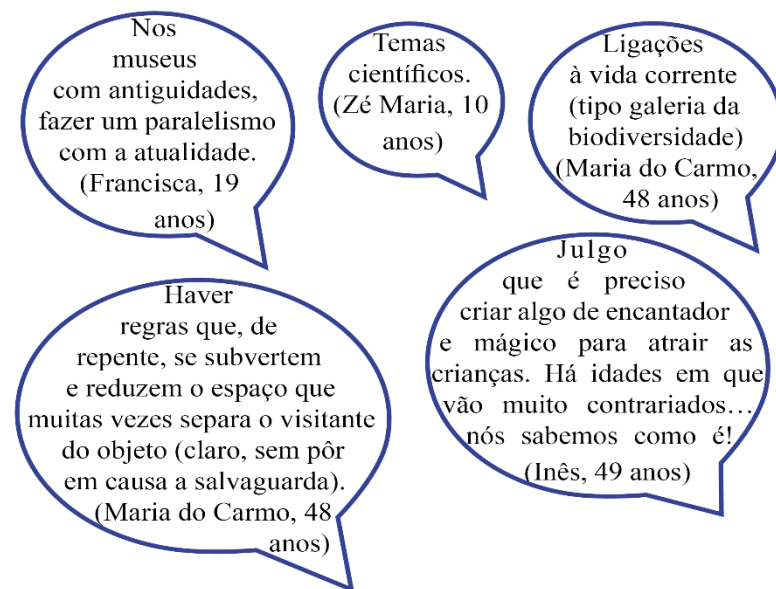 Nos
museus
com antiguidades,
fazer um paralelismo
com a atualidade.
(Francisca, 19
anos)
Temas
científicos.
(Zé Maria, 10
anos)
Ligações
à vida corrente
(tipo galeria da
biodiversidade)
(Maria do Carmo,
48 anos)
Haver
regras que, de
repente, se subvertem
e reduzem o espaço que
muitas vezes separa o visitante
do objeto (claro, sem pôr
em causa a salvaguarda).
(Maria do Carmo, 48
anos)
Julgo
que é preciso
criar algo de encantador
e mágico para atrair as
crianças. Há idades em que
vão muito contrariados…
nós sabemos como é!
(Inês, 49 anos)